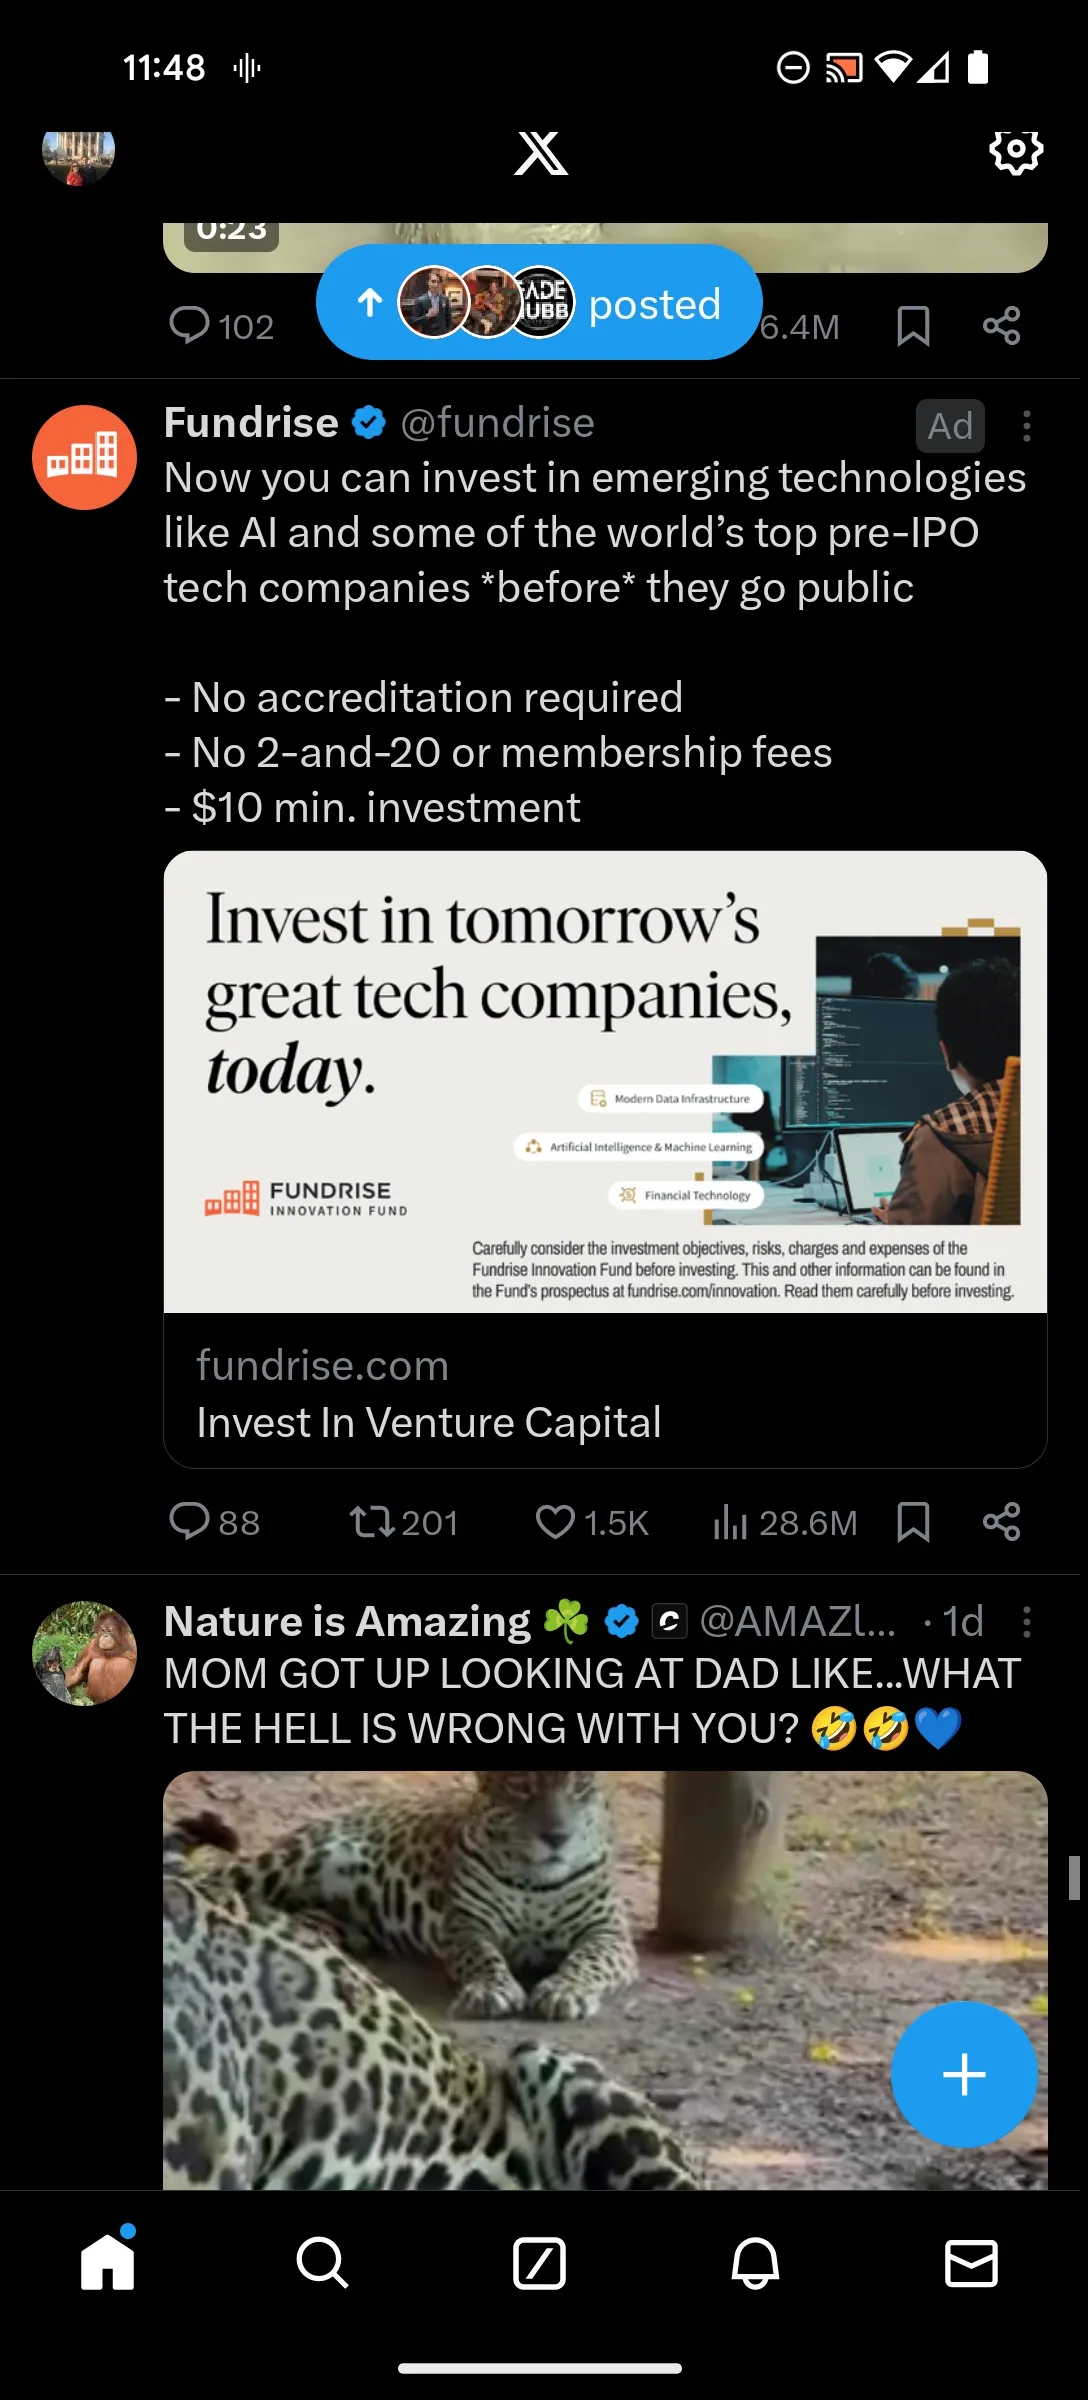 11:48
0:23
posted
102
6.4M
Fundrise @fundrise
Ad
Now you can invest in emerging technologies
like AI and some of the world’s top pre-IPO
tech companies *before* they go public
- No accreditation required
- No 2-and-20 or membership fees
- $10 min. investment
Invest in tomorrow’s
great tech companies,
today.
Modern Data Infrastructure
Artificial Intelligence & Machine Learning
Financial Technology
FUNDRISE
INNOVATION FUND
Carefully consider the investment objectives, risks, charges and expenses of the
Fundrise Innovation Fund before investing. This and other information can be found in
the Fund's prospectus at fundrise.com/innovation. Read them carefully before investing.
fundrise.com
Invest In Venture Capital
88 201 1.5K 28.6M
Nature is Amazing ☘️ @AMAZl... · 1d
MOM GOT UP LOOKING AT DAD LIKE...WHAT
THE HELL IS WRONG WITH YOU? 🤣🤣💙